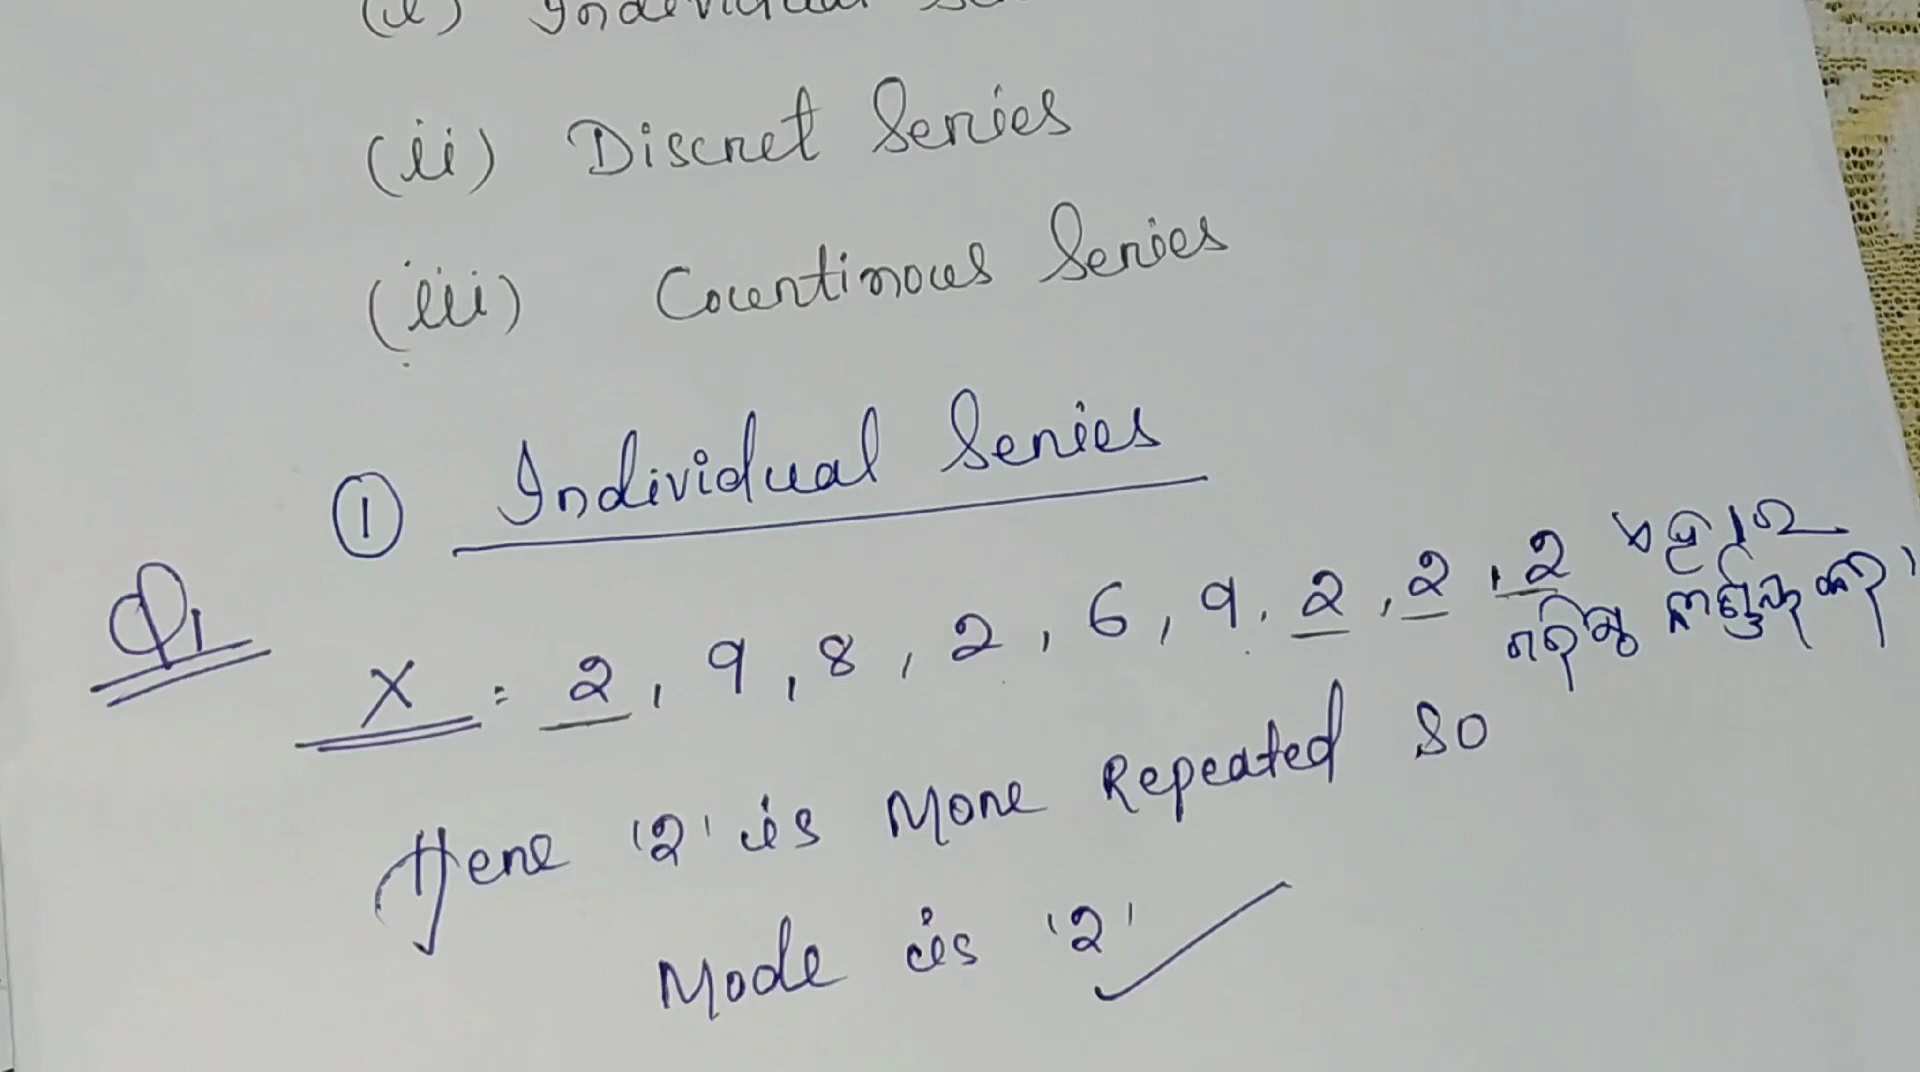 (i) Individual
(ii) Discret Series
(iii) Countinous Series
① Individual Series
Q1
X : 2, 9, 8, 2, 6, 9, 2, 2, 2
Here '2' is More Repeated so
Mode is '2'